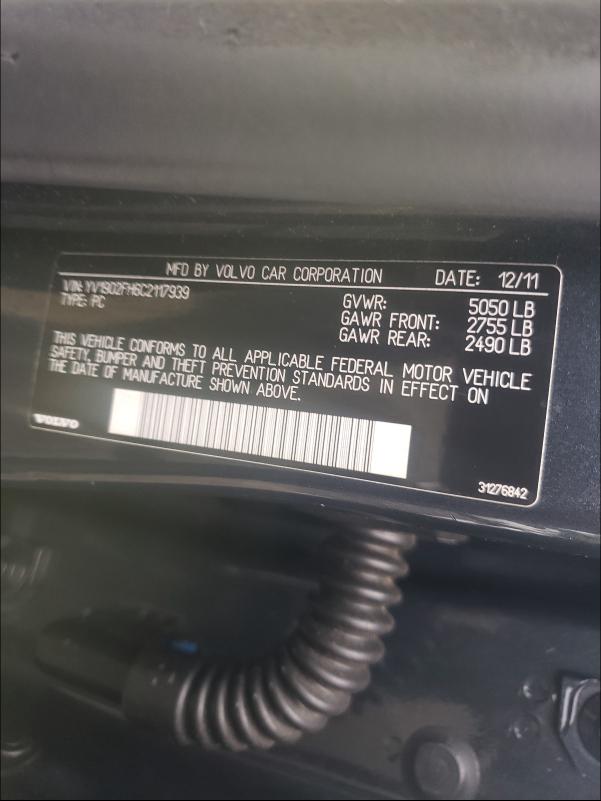 MFD BY VOLVO CAR CORPORATION DATE: 12/11
VIN: YV1902FH6C2117939
TYPE: PC
GVWR: 5050 LB
GAWR FRONT: 2755 LB
GAWR REAR: 2490 LB
THIS VEHICLE CONFORMS TO ALL APPLICABLE FEDERAL MOTOR VEHICLE
SAFETY, BUMPER AND THEFT PREVENTION STANDARDS IN EFFECT ON
THE DATE OF MANUFACTURE SHOWN ABOVE.
VOLVO
31276842